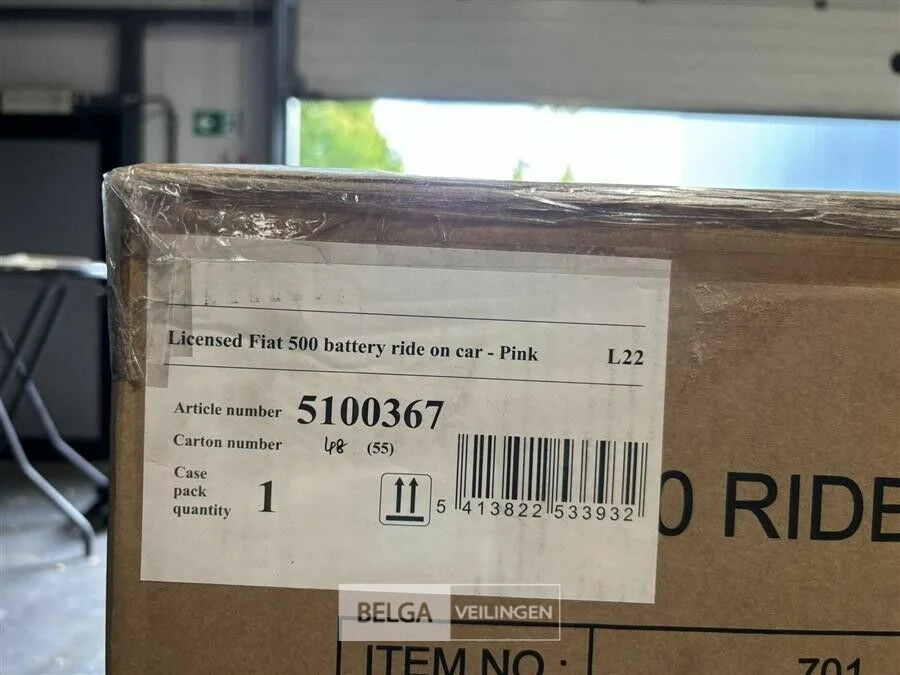 Licensed Fiat 500 battery ride on car - Pink L22
Article number 5100367
Carton number 48 (55)
Case
pack
quantity 1
5 413822 533932
0 RIDE
BELGA VEILINGEN
ITEM NO.: 701